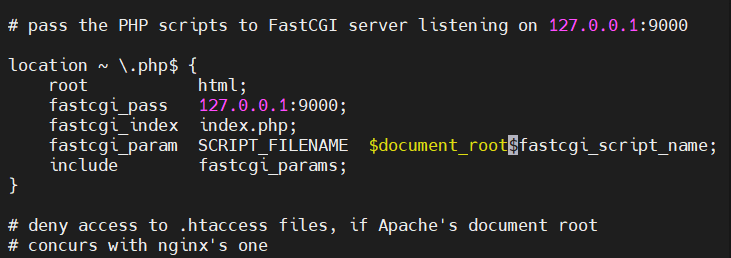 # pass the PHP scripts to FastCGI server listening on 127.0.0.1:9000
location ~ \.php$ {
root html;
fastcgi_pass 127.0.0.1:9000;
fastcgi_index index.php;
fastcgi_param SCRIPT_FILENAME $document_root$fastcgi_script_name;
include fastcgi_params;
}
# deny access to .htaccess files, if Apache's document root
# concurs with nginx's one